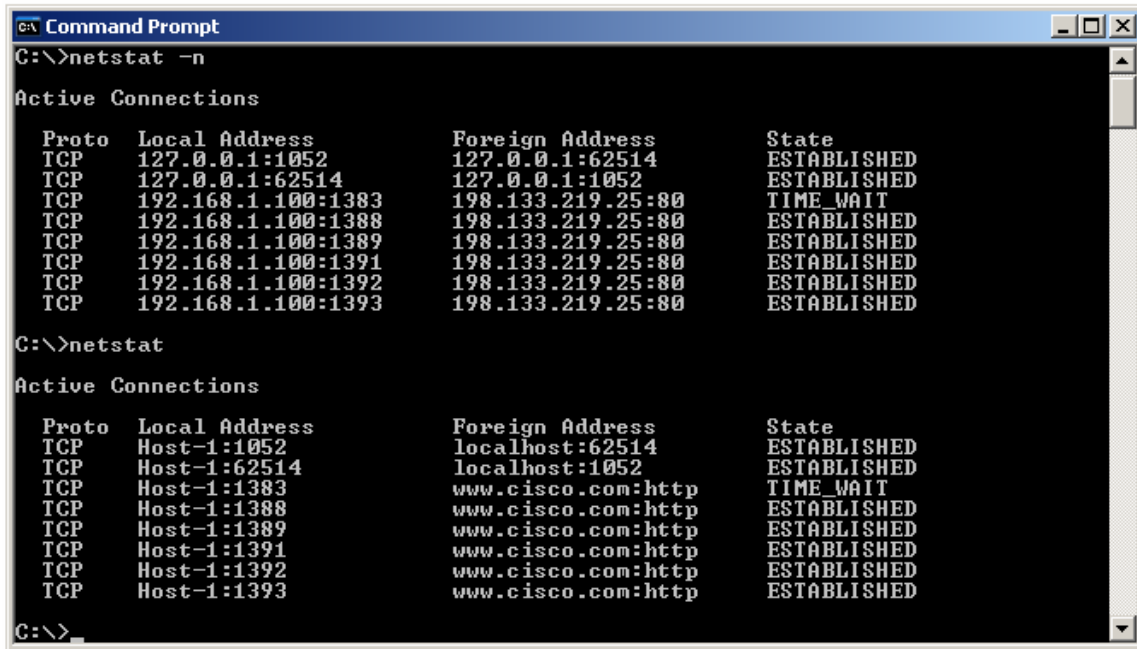 Command Prompt
C:\>netstat -n
Active Connections
Proto Local Address Foreign Address State
TCP 127.0.0.1:1052 127.0.0.1:62514 ESTABLISHED
TCP 127.0.0.1:62514 127.0.0.1:1052 ESTABLISHED
TCP 192.168.1.100:1383 198.133.219.25:80 TIME_WAIT
TCP 192.168.1.100:1388 198.133.219.25:80 ESTABLISHED
TCP 192.168.1.100:1389 198.133.219.25:80 ESTABLISHED
TCP 192.168.1.100:1391 198.133.219.25:80 ESTABLISHED
TCP 192.168.1.100:1392 198.133.219.25:80 ESTABLISHED
TCP 192.168.1.100:1393 198.133.219.25:80 ESTABLISHED
C:\>netstat
Active Connections
Proto Local Address Foreign Address State
TCP Host-1:1052 localhost:62514 ESTABLISHED
TCP Host-1:62514 localhost:1052 ESTABLISHED
TCP Host-1:1383 www.cisco.com:http TIME_WAIT
TCP Host-1:1388 www.cisco.com:http ESTABLISHED
TCP Host-1:1389 www.cisco.com:http ESTABLISHED
TCP Host-1:1391 www.cisco.com:http ESTABLISHED
TCP Host-1:1392 www.cisco.com:http ESTABLISHED
TCP Host-1:1393 www.cisco.com:http ESTABLISHED
C:\>_